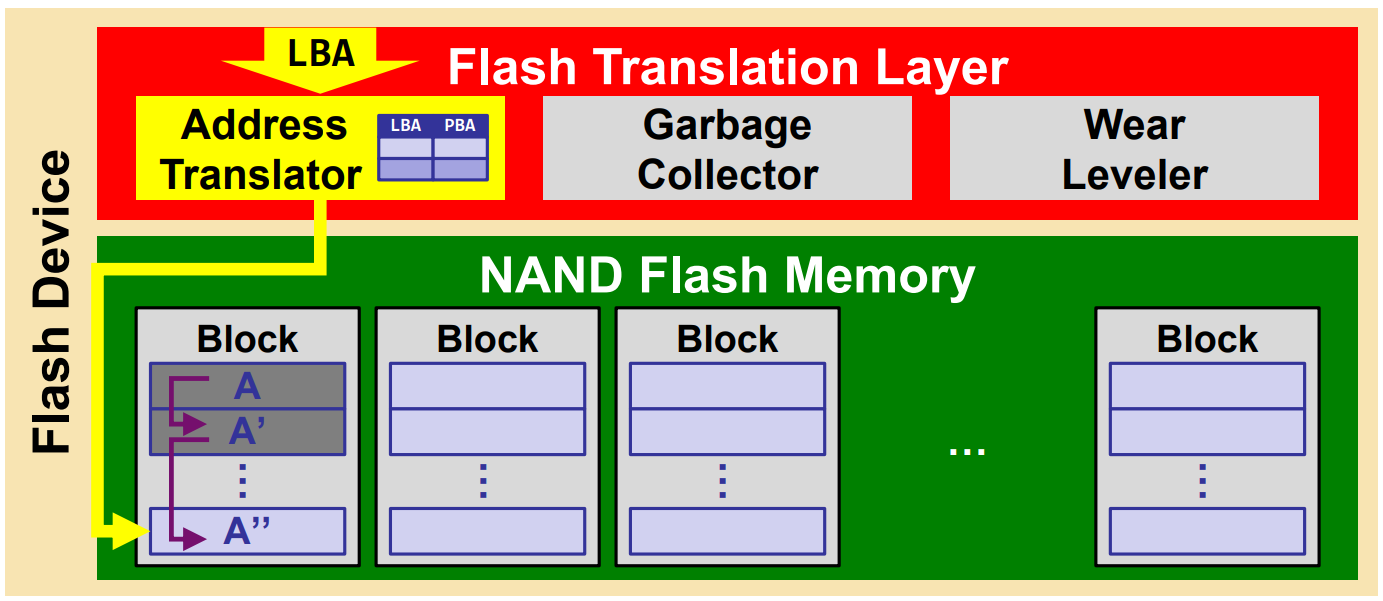 Flash Device
LBA
Flash Translation Layer
Address
Translator
LBA PBA
Garbage
Collector
Wear
Leveler
NAND Flash Memory
Block
A
A’
⋮
A’’
Block
⋮
Block
⋮
...
Block
⋮